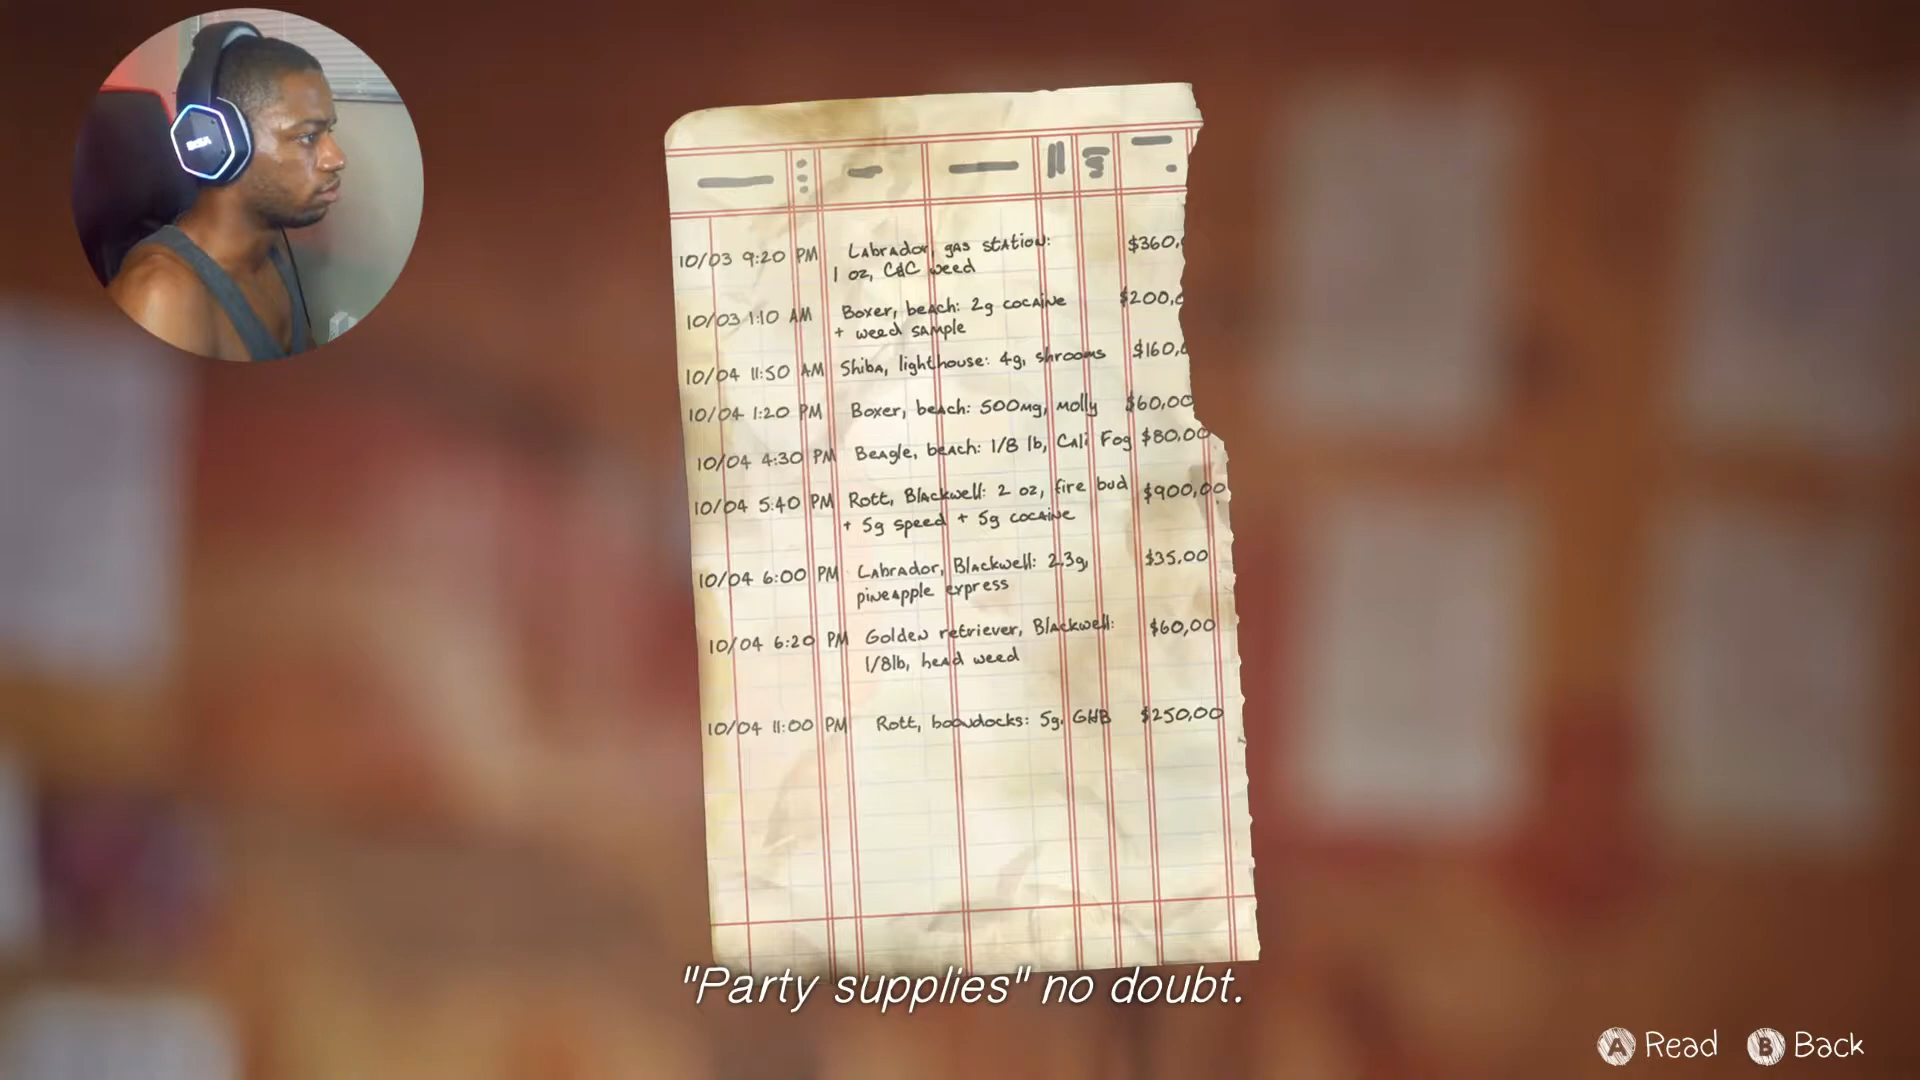 10/03 9:20 PM Labrador, gas station: $360,
1 oz, C&C weed
10/03 1:10 AM Boxer, beach: 2g cocaine $200,
+ weed sample
10/04 11:50 AM Shiba, lighthouse: 4g, shrooms $160,
10/04 1:20 PM Boxer, beach: 500mg, molly $60,00
10/04 4:30 PM Beagle, beach: 1/8 lb, Cali Fog $80,00
10/04 5:40 PM Rott, Blackwell: 2 oz, fire bud $900,00
+ 5g speed + 5g cocaine
10/04 6:00 PM Labrador, Blackwell: 2.3g, $35.00
pineapple express
10/04 6:20 PM Golden retriever, Blackwell: $60,00
1/8lb, head weed
10/04 11:00 PM Rott, boowdocks: 5g, GHB $250,00
"Party supplies" no doubt.
A Read B Back